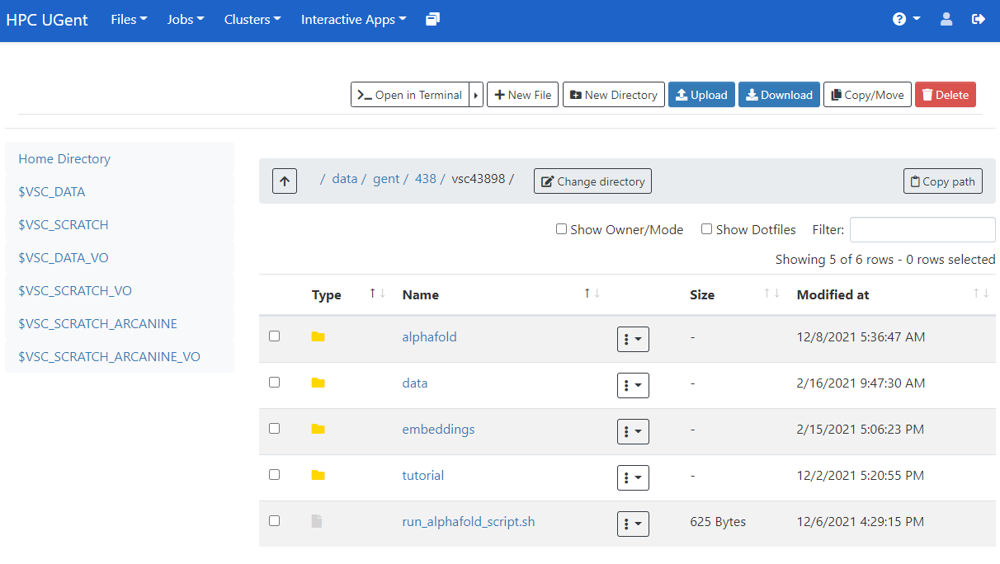 HPC UGent Files Jobs Clusters Interactive Apps
Open in Terminal New File New Directory Upload Download Copy/Move Delete
Home Directory
$VSC_DATA
$VSC_SCRATCH
$VSC_DATA_VO
$VSC_SCRATCH_VO
$VSC_SCRATCH_ARCANINE
$VSC_SCRATCH_ARCANINE_VO
/ data / gent / 438 / vsc43898 / Change directory Copy path
Show Owner/Mode Show Dotfiles Filter:
Showing 5 of 6 rows - 0 rows selected
Type Name Size Modified at
alphafold - 12/8/2021 5:36:47 AM
data - 2/16/2021 9:47:30 AM
embeddings - 2/15/2021 5:06:23 PM
tutorial - 12/2/2021 5:20:55 PM
run_alphafold_script.sh 625 Bytes 12/6/2021 4:29:15 PM